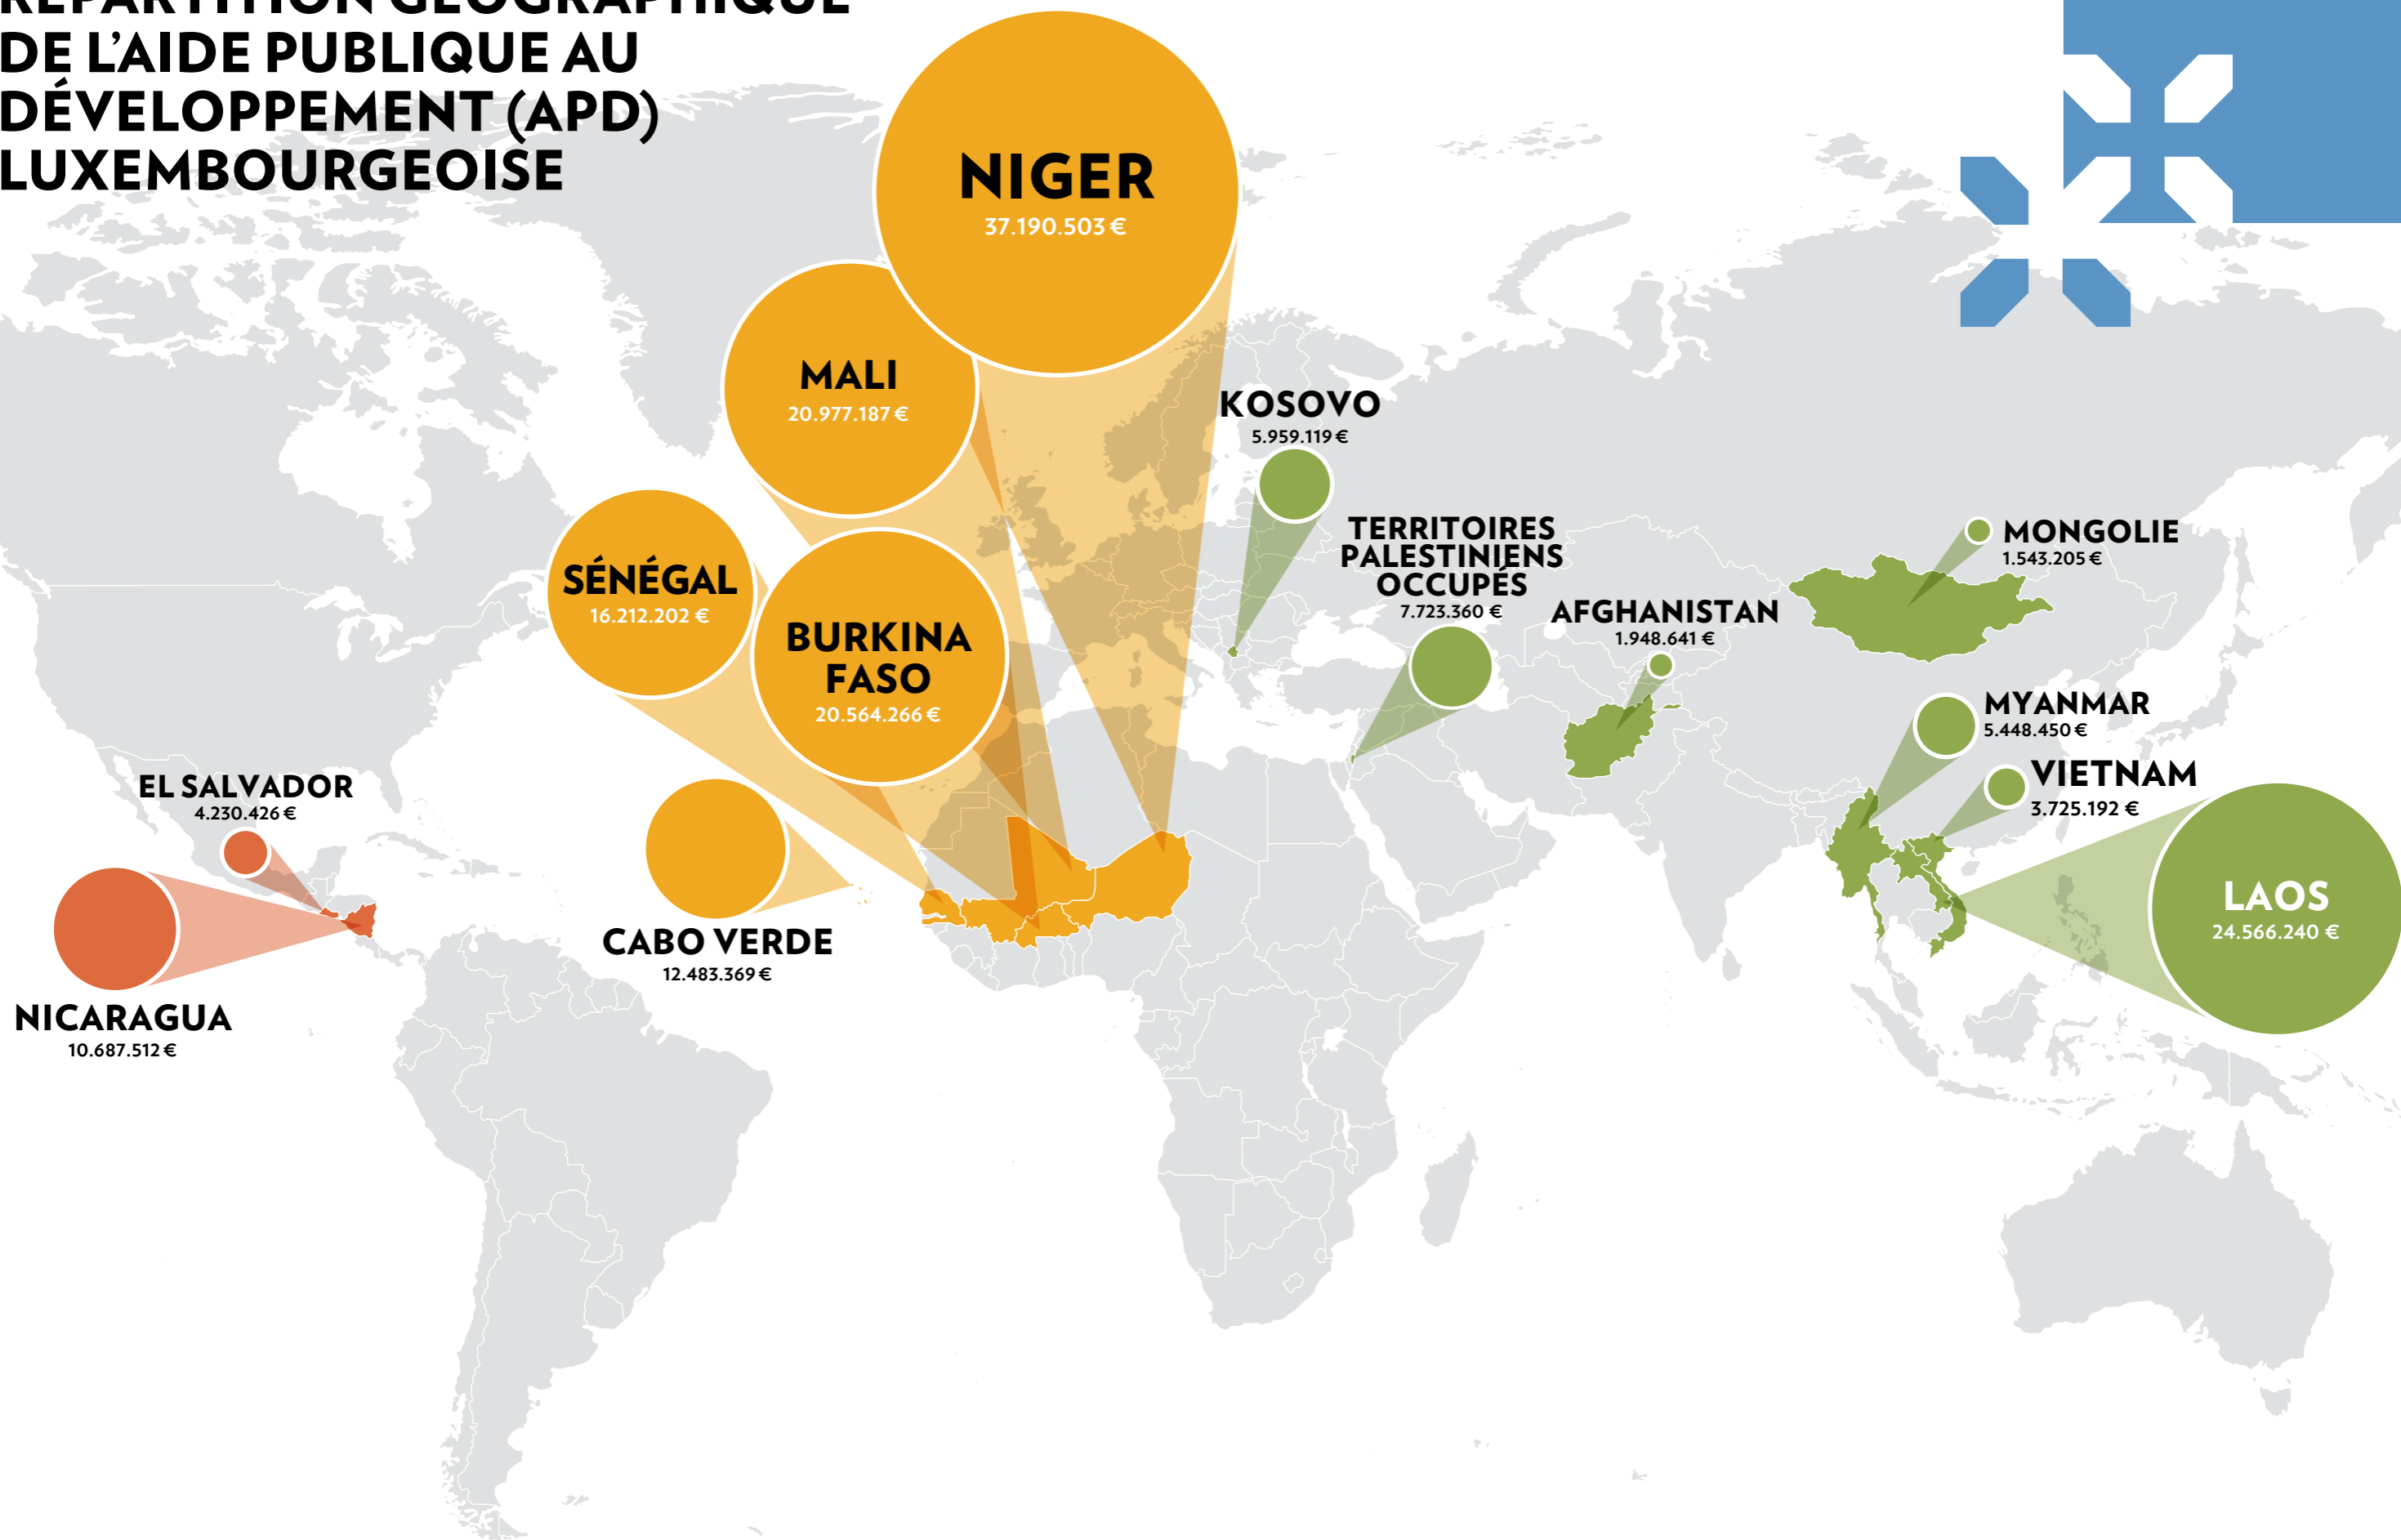 RÉPARTITION GÉOGRAPHIQUE
DE L'AIDE PUBLIQUE AU
DÉVELOPPEMENT (APD)
LUXEMBOURGEOISE
NIGER
37.190.503 €
MALI
20.977.187 €
KOSOVO
5.959.119 €
SÉNÉGAL
16.212.202 €
BURKINA
FASO
20.564.266 €
TERRITOIRES
PALESTINIENS
OCCUPÉS
7.723.360 €
AFGHANISTAN
1.948.641 €
MONGOLIE
1.543.205 €
MYANMAR
5.448.450 €
VIETNAM
3.725.192 €
LAOS
24.566.240 €
EL SALVADOR
4.230.426 €
NICARAGUA
10.687.512 €
CABO VERDE
12.483.369 €